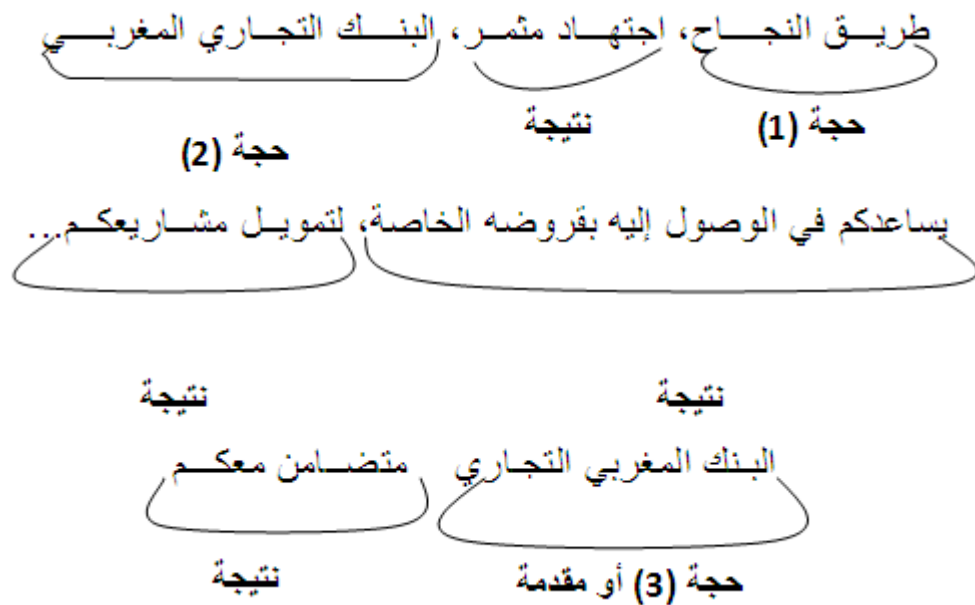 طريق النجاح، اجتهاد مثمر، البنك التجاري المغربي
حجة (1) نتيجة
حجة (2)
يساعدكم في الوصول إليه بقروضه الخاصة، لتمويل مشاريعكم...
نتيجة نتيجة
البنك المغربي التجاري متضامن معكم
حجة (3) أو مقدمة نتيجة